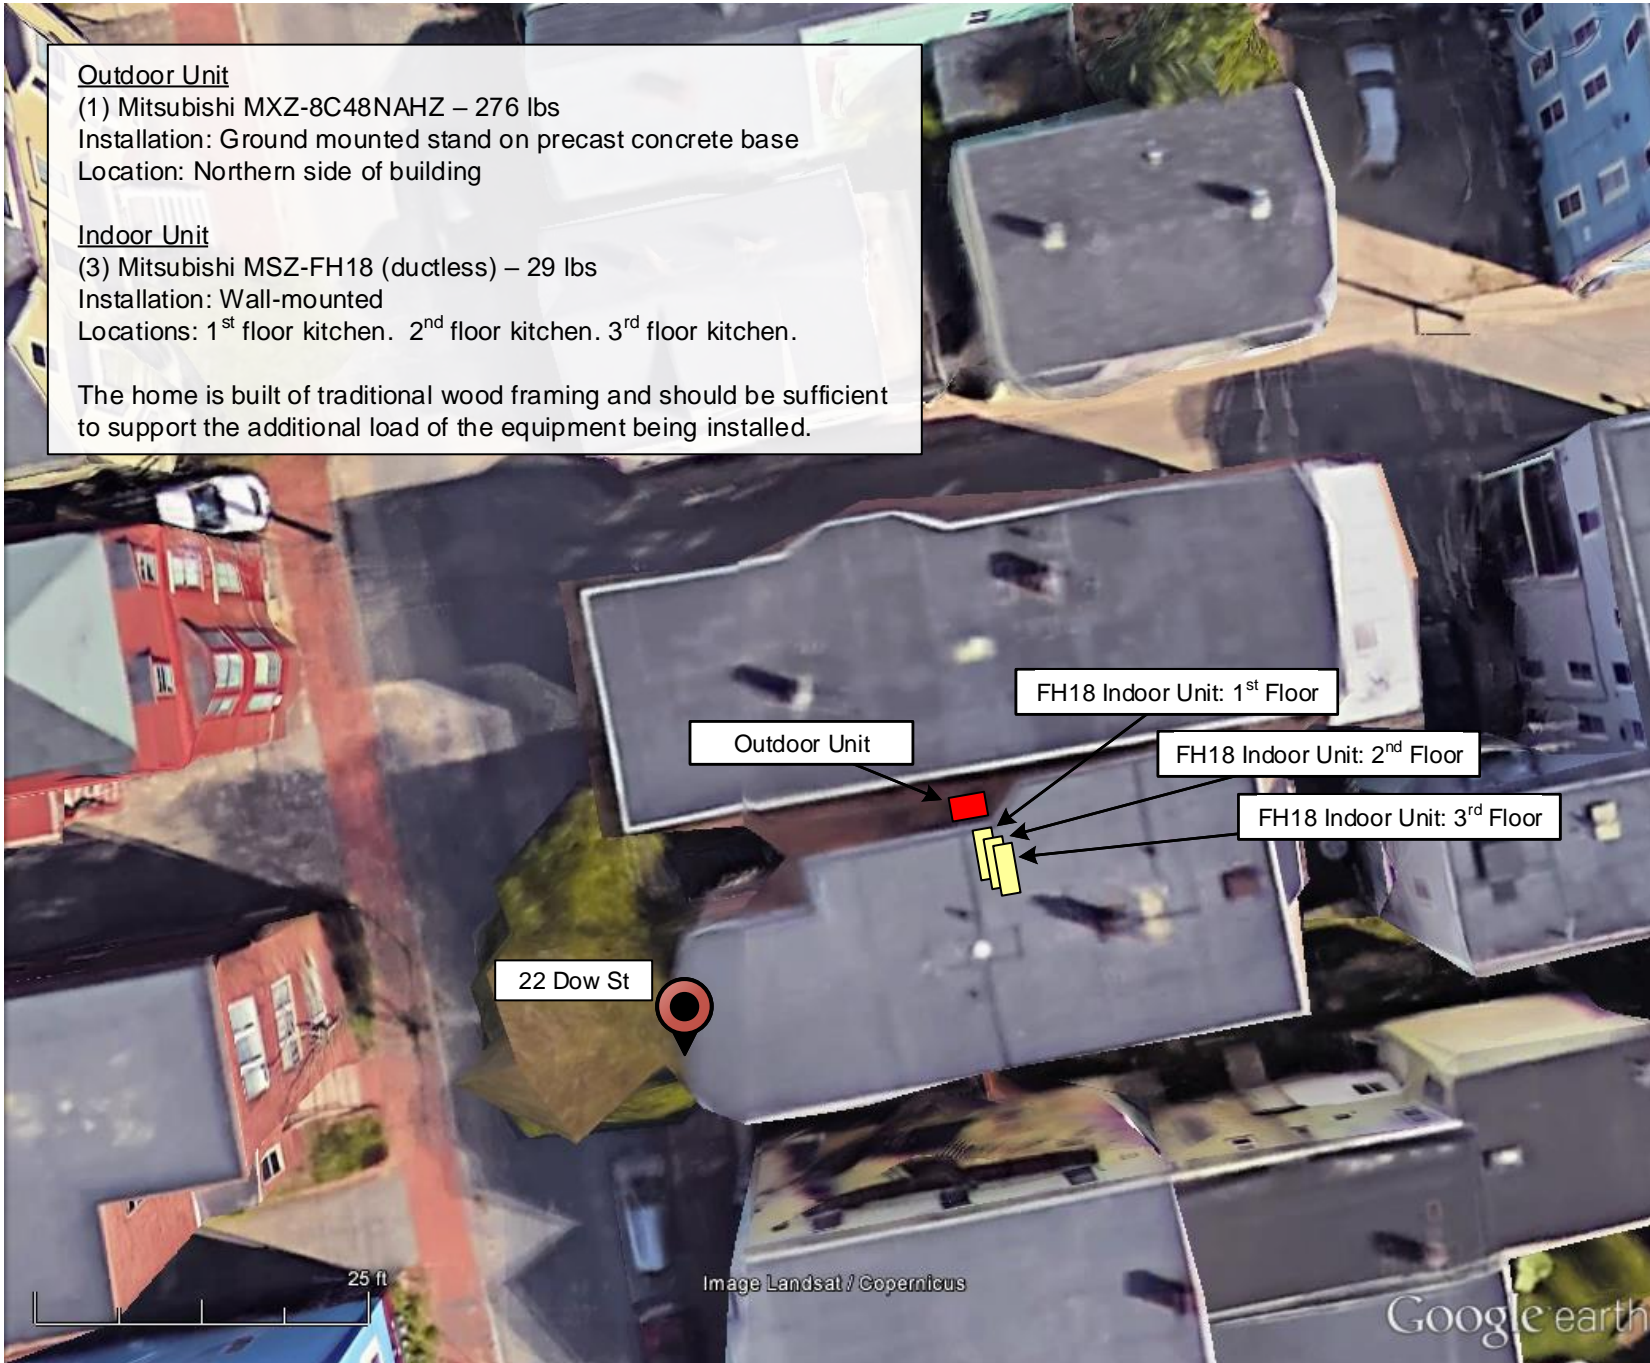 Outdoor Unit
(1) Mitsubishi MXZ-8C48NAHZ – 276 lbs
Installation: Ground mounted stand on precast concrete base
Location: Northern side of building
Indoor Unit
(3) Mitsubishi MSZ-FH18 (ductless) – 29 lbs
Installation: Wall-mounted
Locations: 1st floor kitchen.  2nd floor kitchen. 3rd floor kitchen.
The home is built of traditional wood framing and should be sufficient
to support the additional load of the equipment being installed.
FH18 Indoor Unit: 1st Floor
Outdoor Unit
FH18 Indoor Unit: 2nd Floor
FH18 Indoor Unit: 3rd Floor
22 Dow St
25 ft
Image Landsat / Copernicus
Google earth